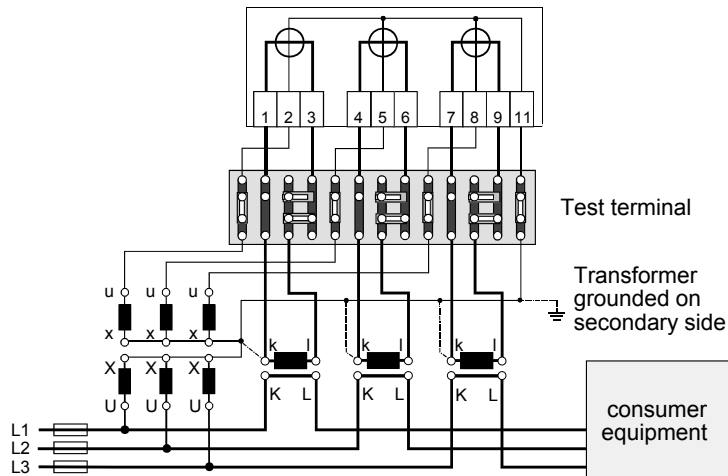 1 2 3 4 5 6 7 8 9 11
Test terminal
Transformer
grounded on
secondary side
u u u
x x x
k l k l k l
X X X
K L K L K L
U U U
L1
L2
L3
consumer
equipment